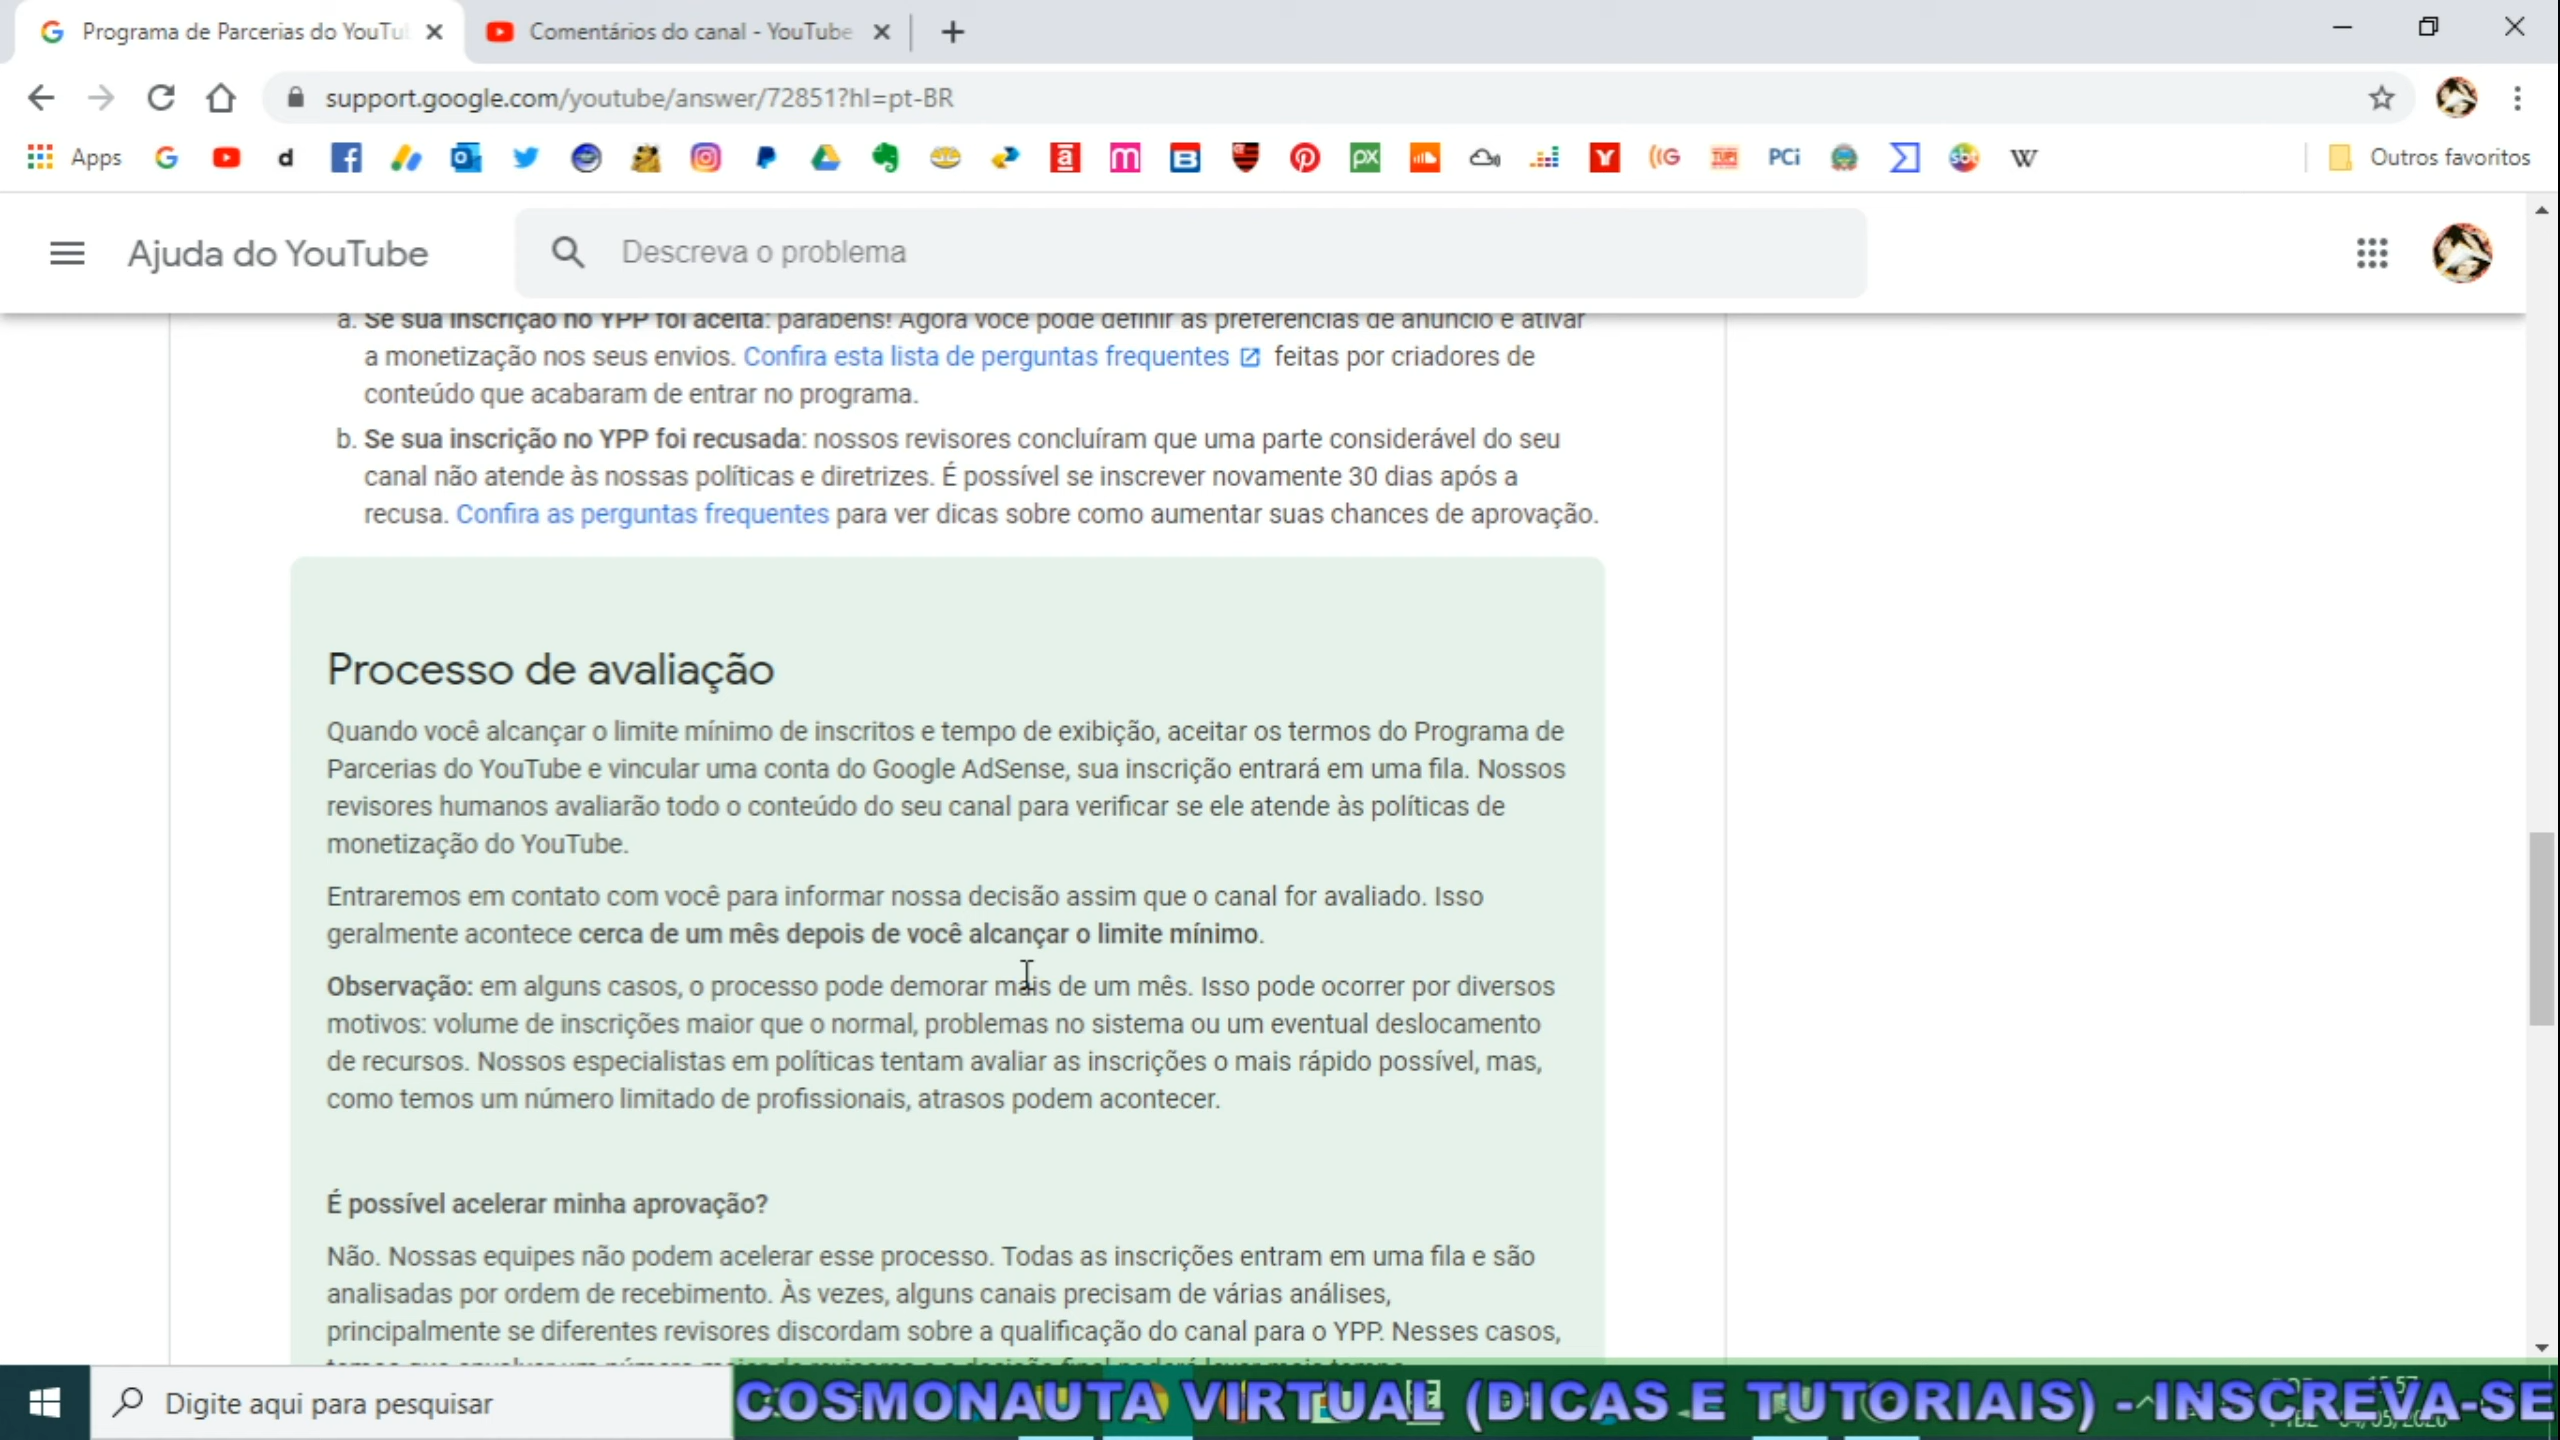 Programa de Parcerias do YouTu
Comentários do canal - YouTube
support.google.com/youtube/answer/72851?hl=pt-BR
Apps
Outros favoritos
Ajuda do YouTube
Descreva o problema
a. Se sua inscrição no YPP foi aceita: parabéns! Agora você pode definir as preferências de anúncio e ativar
a monetização nos seus envios. Confira esta lista de perguntas frequentes feitas por criadores de
conteúdo que acabaram de entrar no programa.
b. Se sua inscrição no YPP foi recusada: nossos revisores concluíram que uma parte considerável do seu
canal não atende às nossas políticas e diretrizes. É possível se inscrever novamente 30 dias após a
recusa. Confira as perguntas frequentes para ver dicas sobre como aumentar suas chances de aprovação.
Processo de avaliação
Quando você alcançar o limite mínimo de inscritos e tempo de exibição, aceitar os termos do Programa de
Parcerias do YouTube e vincular uma conta do Google AdSense, sua inscrição entrará em uma fila. Nossos
revisores humanos avaliarão todo o conteúdo do seu canal para verificar se ele atende às políticas de
monetização do YouTube.
Entraremos em contato com você para informar nossa decisão assim que o canal for avaliado. Isso
geralmente acontece cerca de um mês depois de você alcançar o limite mínimo.
Observação: em alguns casos, o processo pode demorar mais de um mês. Isso pode ocorrer por diversos
motivos: volume de inscrições maior que o normal, problemas no sistema ou um eventual deslocamento
de recursos. Nossos especialistas em políticas tentam avaliar as inscrições o mais rápido possível, mas,
como temos um número limitado de profissionais, atrasos podem acontecer.
É possível acelerar minha aprovação?
Não. Nossas equipes não podem acelerar esse processo. Todas as inscrições entram em uma fila e são
analisadas por ordem de recebimento. Às vezes, alguns canais precisam de várias análises,
principalmente se diferentes revisores discordam sobre a qualificação do canal para o YPP. Nesses casos,
Digite aqui para pesquisar
COSMONAUTA VIRTUAL (DICAS E TUTORIAIS) - INSCREVA-SE